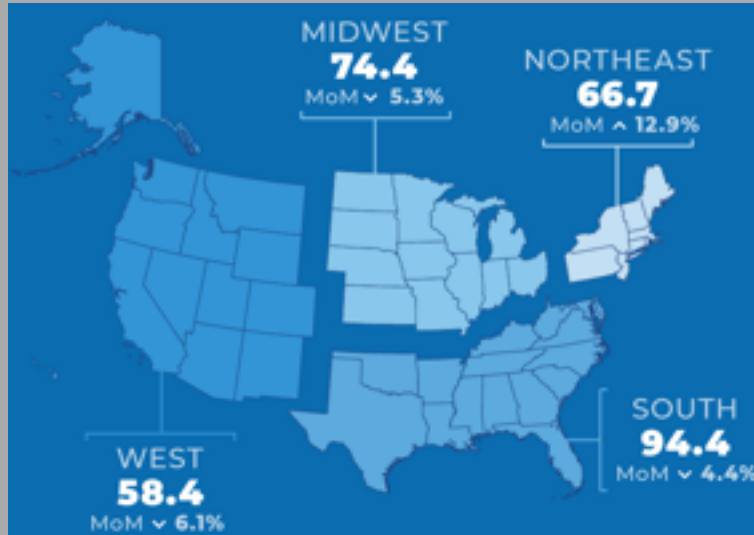 MIDWEST
74.4
MoM ⌄ 5.3%
NORTHEAST
66.7
MoM ^ 12.9%
SOUTH
94.4
MoM ⌄ 4.4%
WEST
58.4
MoM ⌄ 6.1%